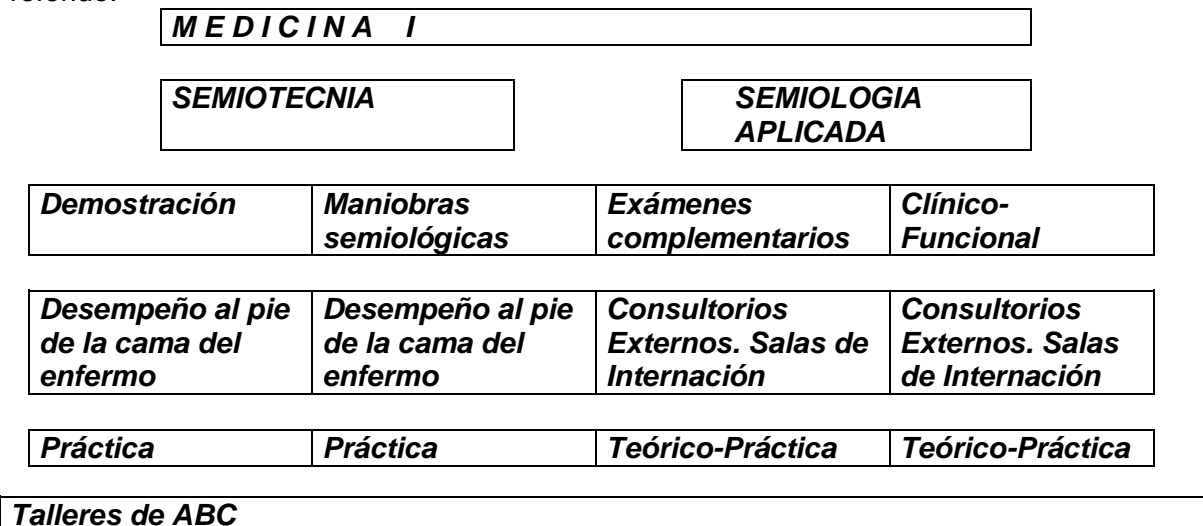 M E D I C I N A I
SEMIOTECNIA
SEMIOLOGIA
APLICADA
Demostración
Maniobras
semiológicas
Exámenes
complementarios
Clínico-
Funcional
Desempeño al pie
de la cama del
enfermo
Desempeño al pie
de la cama del
enfermo
Consultorios
Externos. Salas de
Internación
Consultorios
Externos. Salas
de Internación
Práctica
Práctica
Teórico-Práctica
Teórico-Práctica
Talleres de ABC